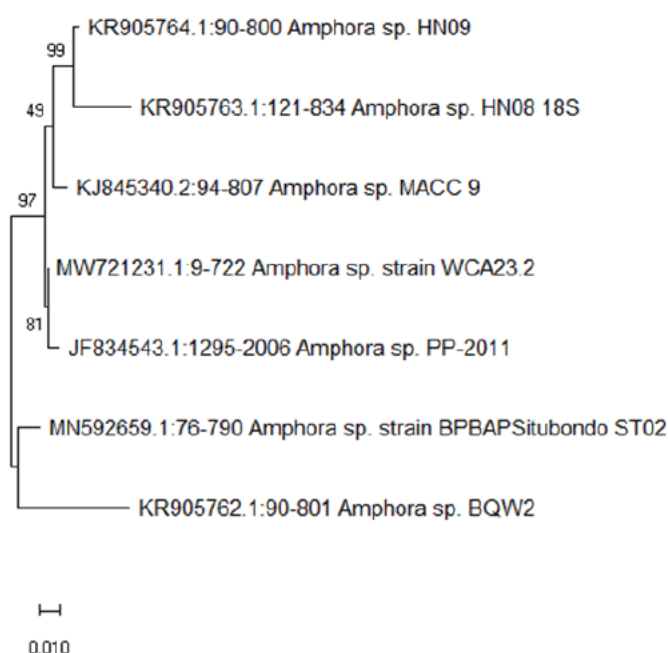 KR905764.1:90-800 Amphora sp. HN09
99
KR905763.1:121-834 Amphora sp. HN08 18S
49
KJ845340.2:94-807 Amphora sp. MACC 9
97
MW721231.1:9-722 Amphora sp. strain WCA23.2
81
JF834543.1:1295-2006 Amphora sp. PP-2011
MN592659.1:76-790 Amphora sp. strain BPBAPSitubondo ST02
KR905762.1:90-801 Amphora sp. BQW2
0.010